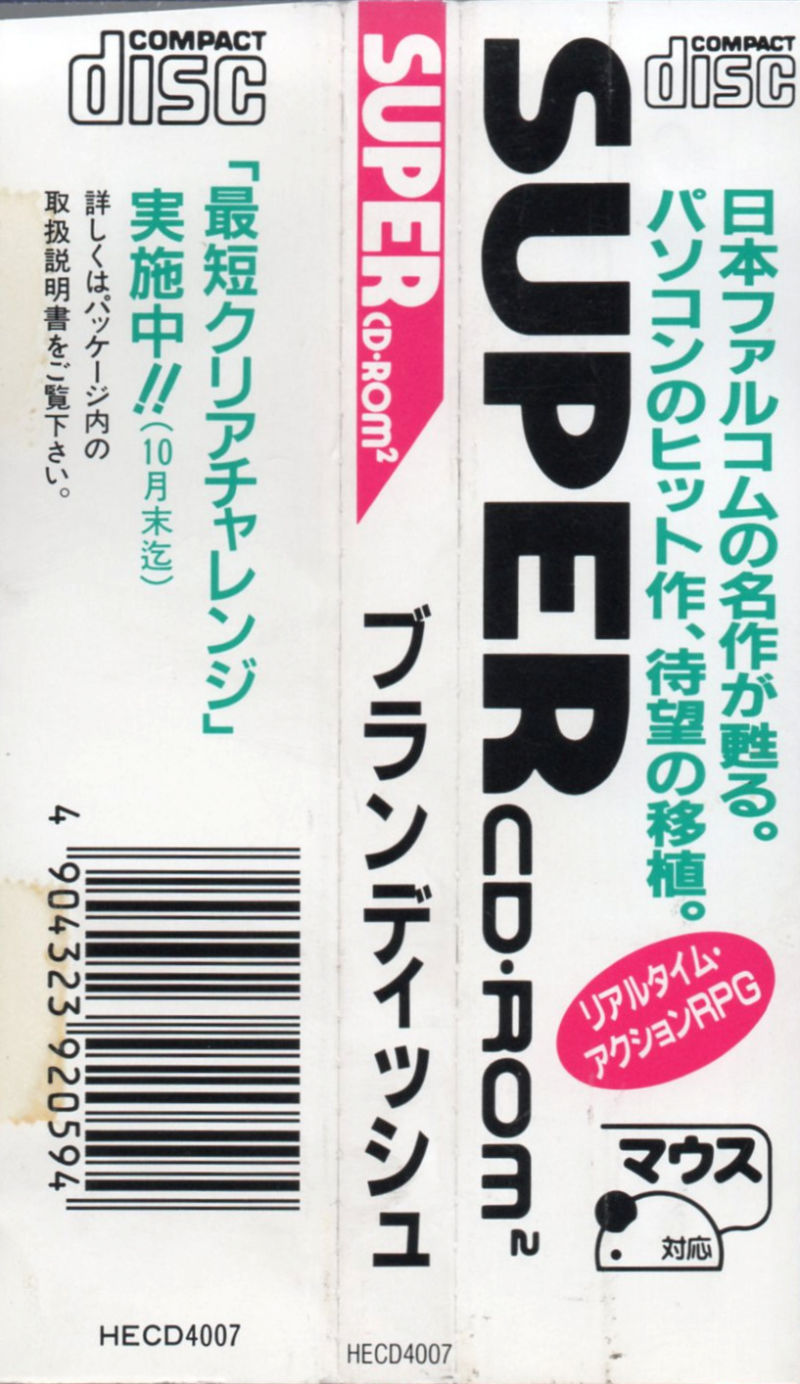 COMPACT
disc
日本ファルコムの名作が甦る。
パソコンのヒット作、待望の移植。
リアルタイム・
アクションRPG
マウス
対応
SUPER
CD-ROM²
SUPER
CD-ROM²
ブランディッシュ
HECD4007
COMPACT
disc
「最短クリアチャレンジ」
実施中!!(10月末迄)
詳しくはパッケージ内の
取扱説明書をご覧下さい。
4 904323 920594
HECD4007